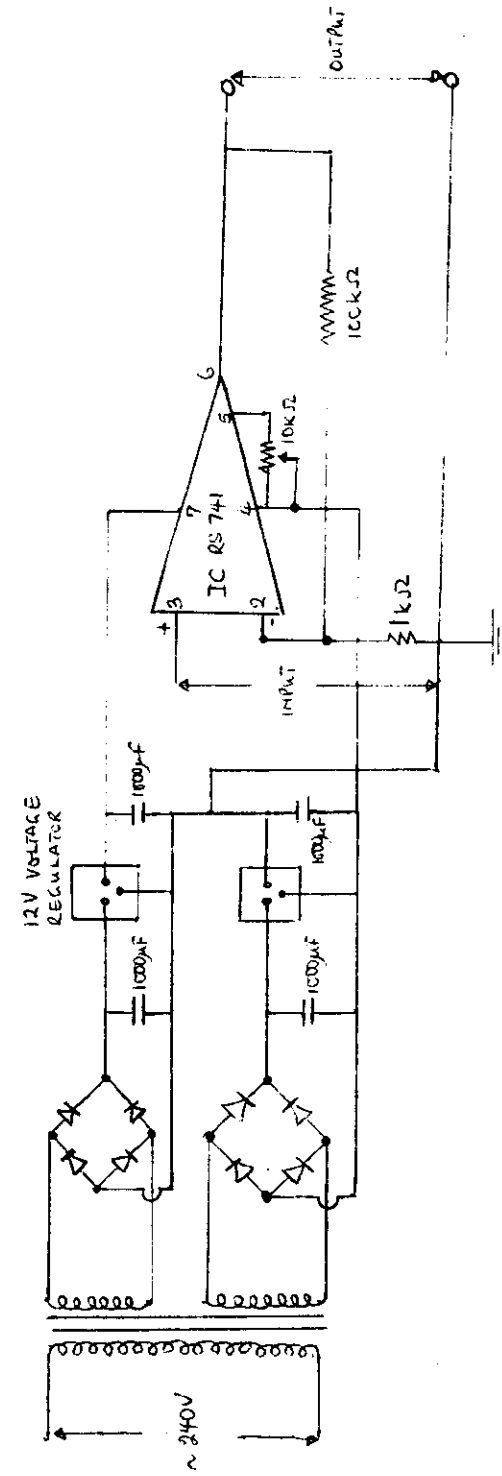 ~ 240V
12V VOLTAGE
REGULATOR
1000µF
1000µF
1000µF
1000µF
INPUT
+ 3
7
6
IC RS 741
5
2
-
4
10kΩ
1kΩ
100kΩ
OUTPUT